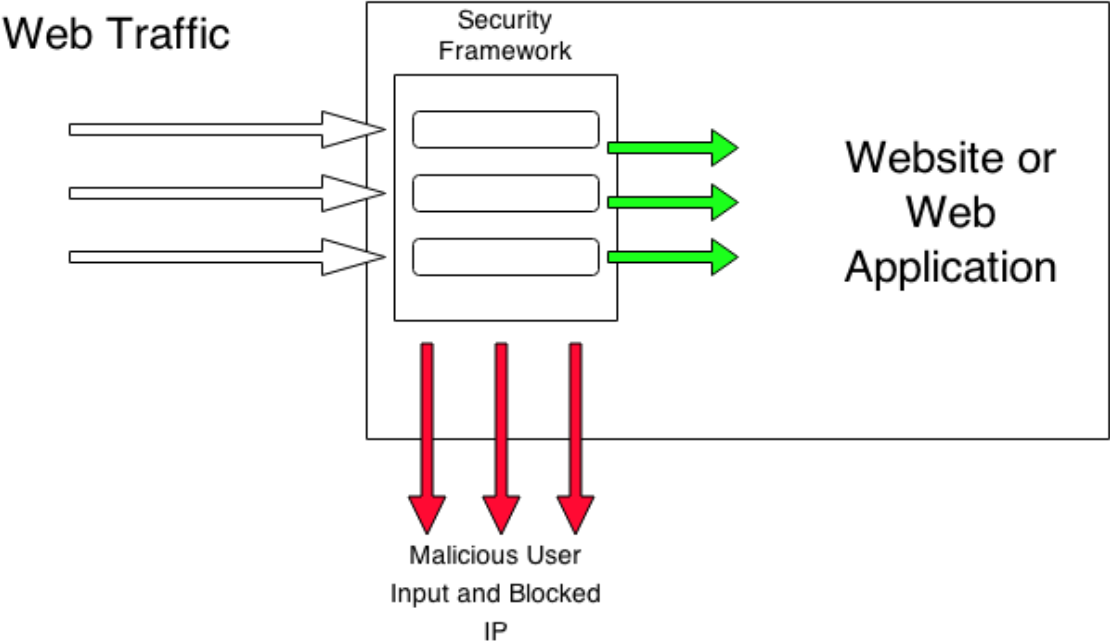 Web Traffic
Security
Framework
Website or
Web
Application
Malicious User
Input and Blocked
IP